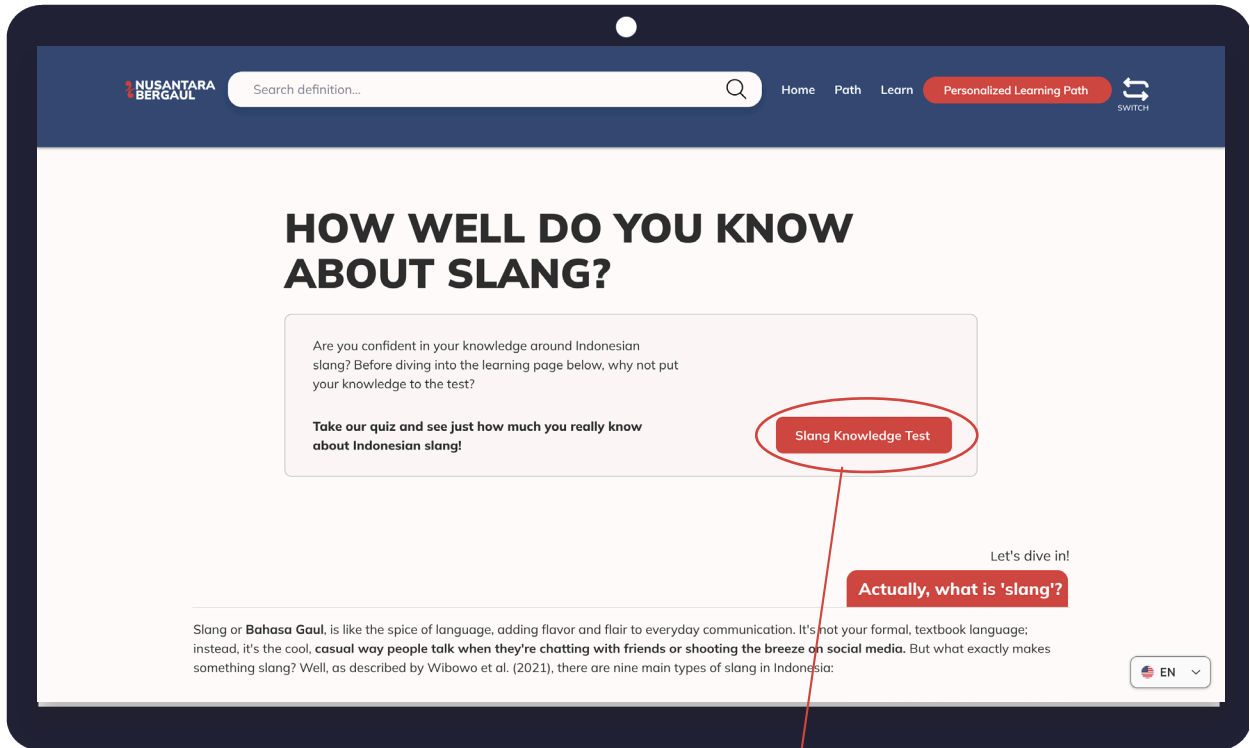 NUSANTARA
BERGAUL
Search definition...
Home
Path
Learn
Personalized Learning Path
SWITCH
HOW WELL DO YOU KNOW
ABOUT SLANG?
Are you confident in your knowledge around Indonesian
slang? Before diving into the learning page below, why not put
your knowledge to the test?
Take our quiz and see just how much you really know
about Indonesian slang!
Slang Knowledge Test
Let's dive in!
Actually, what is 'slang'?
Slang or Bahasa Gaul, is like the spice of language, adding flavor and flair to everyday communication. It's not your formal, textbook language;
instead, it's the cool, casual way people talk when they're chatting with friends or shooting the breeze on social media. But what exactly makes
something slang? Well, as described by Wibowo et al. (2021), there are nine main types of slang in Indonesia:
EN